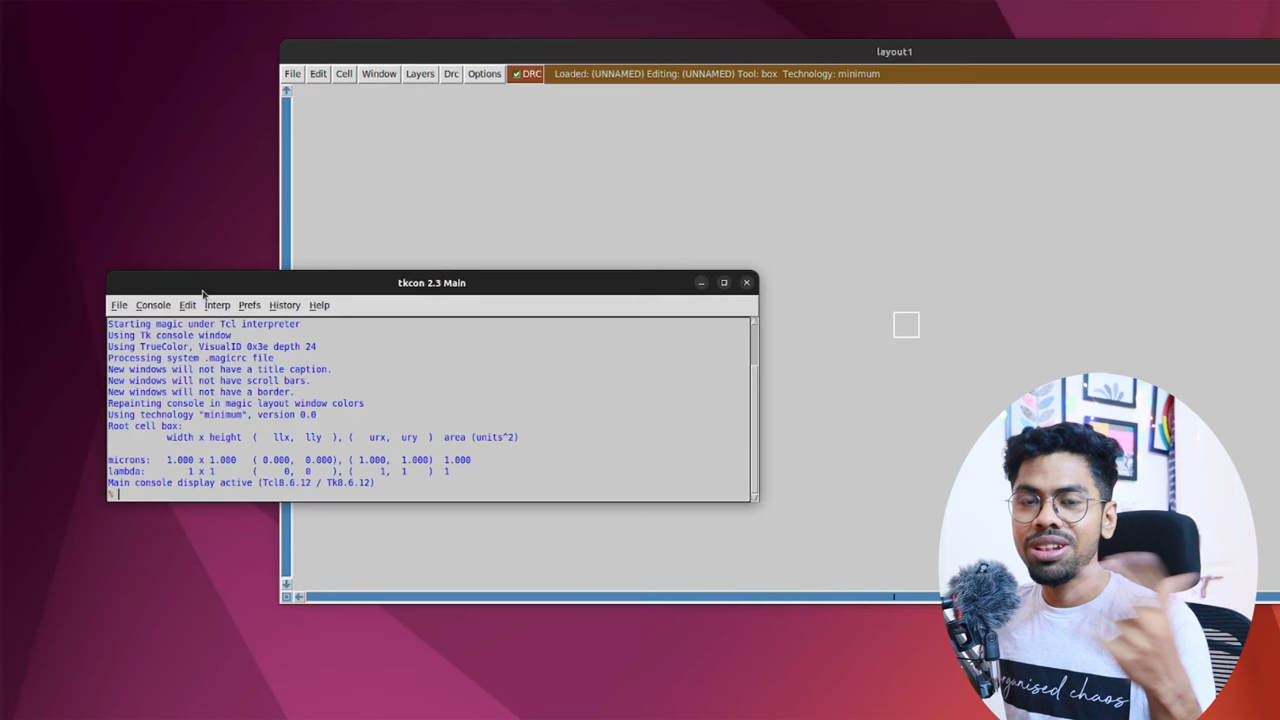 layout1
File Edit Cell Window Layers Drc Options DRC Loaded: (UNNAMED) Editing: (UNNAMED) Tool: box Technology: minimum
tkcon 2.3 Main
File Console Edit Interp Prefs History Help
Starting magic under Tcl interpreter
Using Tk console window
Using TrueColor, VisualID 0x3e depth 24
Processing system .magicrc file
New windows will not have a title caption.
New windows will not have scroll bars.
New windows will not have a border.
Repainting console in magic layout window colors
Using technology "minimum", version 0.0
Root cell box:
width x height ( llx, lly ), ( urx, ury ) area (units^2)
microns: 1.000 x 1.000 ( 0.000, 0.000), ( 1.000, 1.000) 1.000
lambda: 1 x 1 ( 0, 0 ), ( 1, 1 ) 1
Main console display active (Tcl8.6.12 / Tk8.6.12)
%
organised chaos